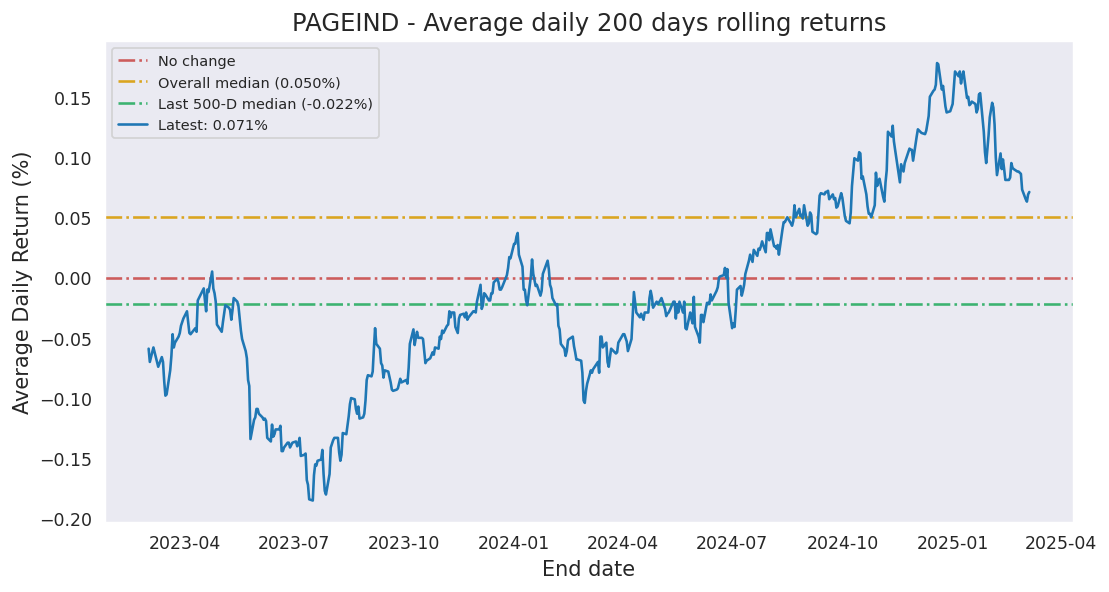 PAGEIND - Average daily 200 days rolling returns
No change
Overall median (0.050%)
Last 500-D median (-0.022%)
Latest: 0.071%
Average Daily Return (%)
0.15
0.10
0.05
0.00
−0.05
−0.10
−0.15
−0.20
2023-04 2023-07 2023-10 2024-01 2024-04 2024-07 2024-10 2025-01 2025-04
End date